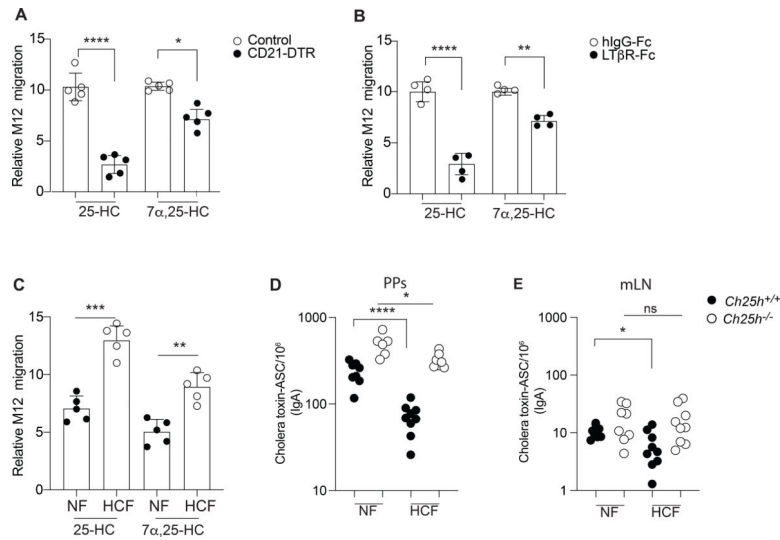 A
Control
CD21-DTR
Relative M12 migration
15
10
5
0
****
*
25-HC
7α,25-HC
B
hIgG-Fc
LTβR-Fc
Relative M12 migration
15
10
5
0
****
**
25-HC
7α,25-HC
C
Relative M12 migration
15
10
5
0
***
**
NF HCF NF HCF
25-HC
7α,25-HC
D
PPs
Cholera toxin-ASC/10⁶
(IgA)
1000
100
10
*
****
NF
HCF
E
mLN
Ch25h+/+
Ch25h-/-
Cholera toxin-ASC/10⁶
(IgA)
1000
100
10
1
ns
*
NF
HCF